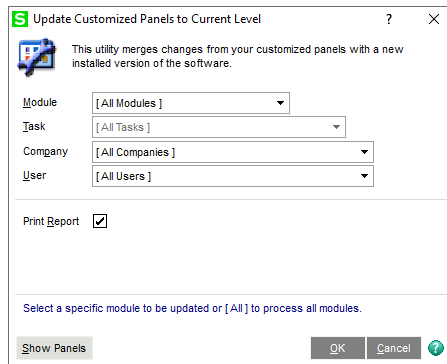 S Update Customized Panels to Current Level ?
This utility merges changes from your customized panels with a new
installed version of the software.
Module [ All Modules ]
Task [ All Tasks ]
Company [ All Companies ]
User [ All Users ]
Print Report
Select a specific module to be updated or [ All ] to process all modules.
Show Panels OK Cancel ?